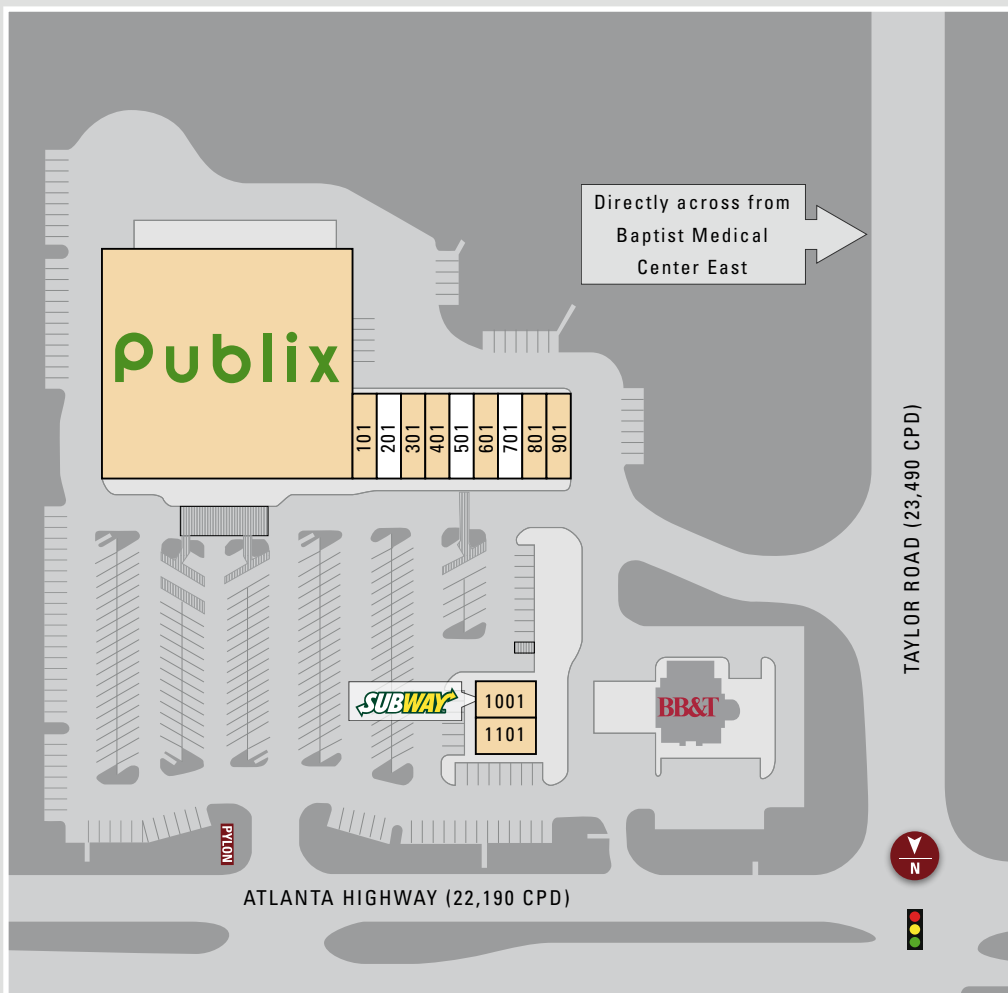 Directly across from
Baptist Medical
Center East
Publix
101
201
301
401
501
601
701
801
901
TAYLOR ROAD (23,490 CPD)
SUBWAY
1001
1101
BB&T
PYLON
N
ATLANTA HIGHWAY (22,190 CPD)